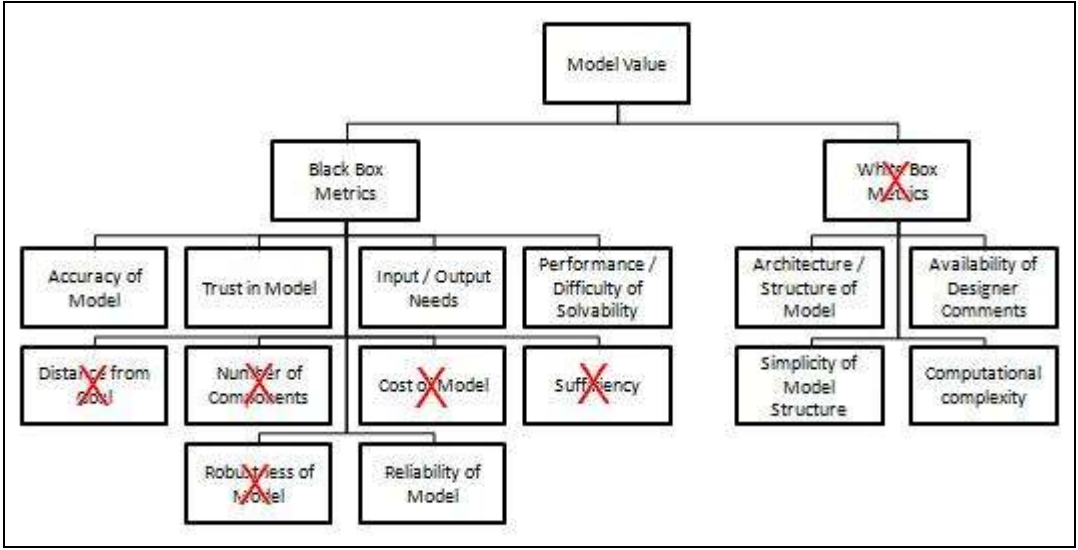 Model Value
Black Box
Metrics
White Box
Metrics
Accuracy of
Model
Trust in Model
Input / Output
Needs
Performance /
Difficulty of
Solvability
Architecture /
Structure of
Model
Availability of
Designer
Comments
Distance from
Goal
Number of
Components
Cost of Model
Sufficiency
Simplicity of
Model
Structure
Computational
complexity
Robustness of
Model
Reliability of
Model